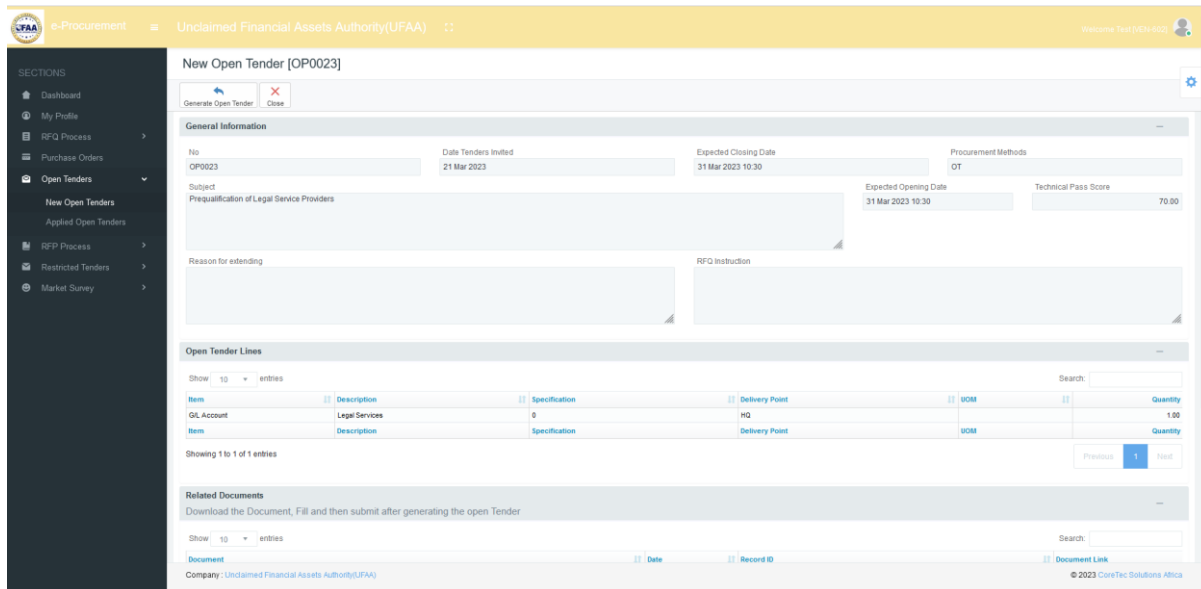 UFAA
e-Procurement
Unclaimed Financial Assets Authority(UFAA)
Welcome Test [VEN-602]
SECTIONS
Dashboard
My Profile
RFQ Process
Purchase Orders
Open Tenders
New Open Tenders
Applied Open Tenders
RFP Process
Restricted Tenders
Market Survey
New Open Tender [OP0023]
Generate Open Tender Close
General Information
No Date Tenders Invited Expected Closing Date Procurement Methods
OP0023 21 Mar 2023 31 Mar 2023 10:30 OT
Subject Expected Opening Date Technical Pass Score
Prequalification of Legal Service Providers 31 Mar 2023 10:30 70.00
Reason for extending RFQ Instruction
Open Tender Lines
Show 10 entries Search:
Item Description Specification Delivery Point UOM Quantity
G/L Account Legal Services 0 HQ 1.00
Item Description Specification Delivery Point UOM Quantity
Showing 1 to 1 of 1 entries Previous 1 Next
Related Documents
Download the Document, Fill and then submit after generating the open Tender
Show 10 entries Search:
Document Date Record ID Document Link
Company : Unclaimed Financial Assets Authority(UFAA) © 2023 CoreTec Solutions Africa